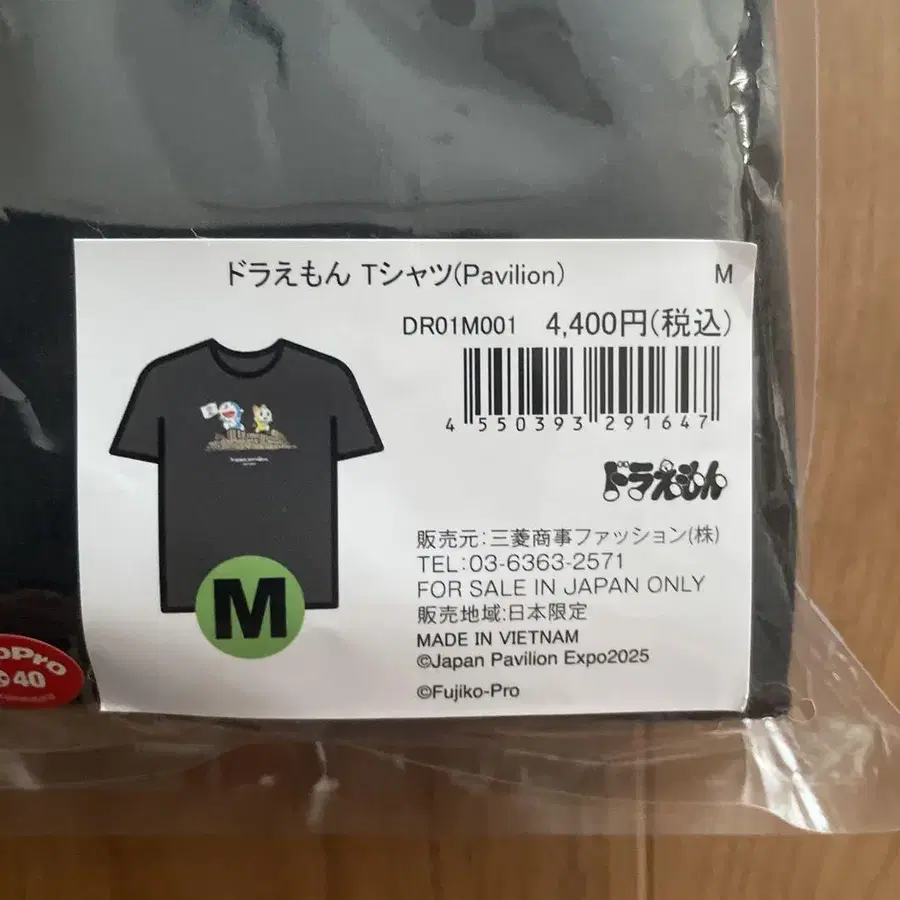 ドラえもん Tシャツ(Pavilion) M
DR01M001 4,400円(税込)
4 550393 291647
ドラえもん
M
販売元:三菱商事ファッション(株)
TEL:03-6363-2571
FOR SALE IN JAPAN ONLY
販売地域:日本限定
MADE IN VIETNAM
©Japan Pavilion Expo2025
©Fujiko-Pro
40